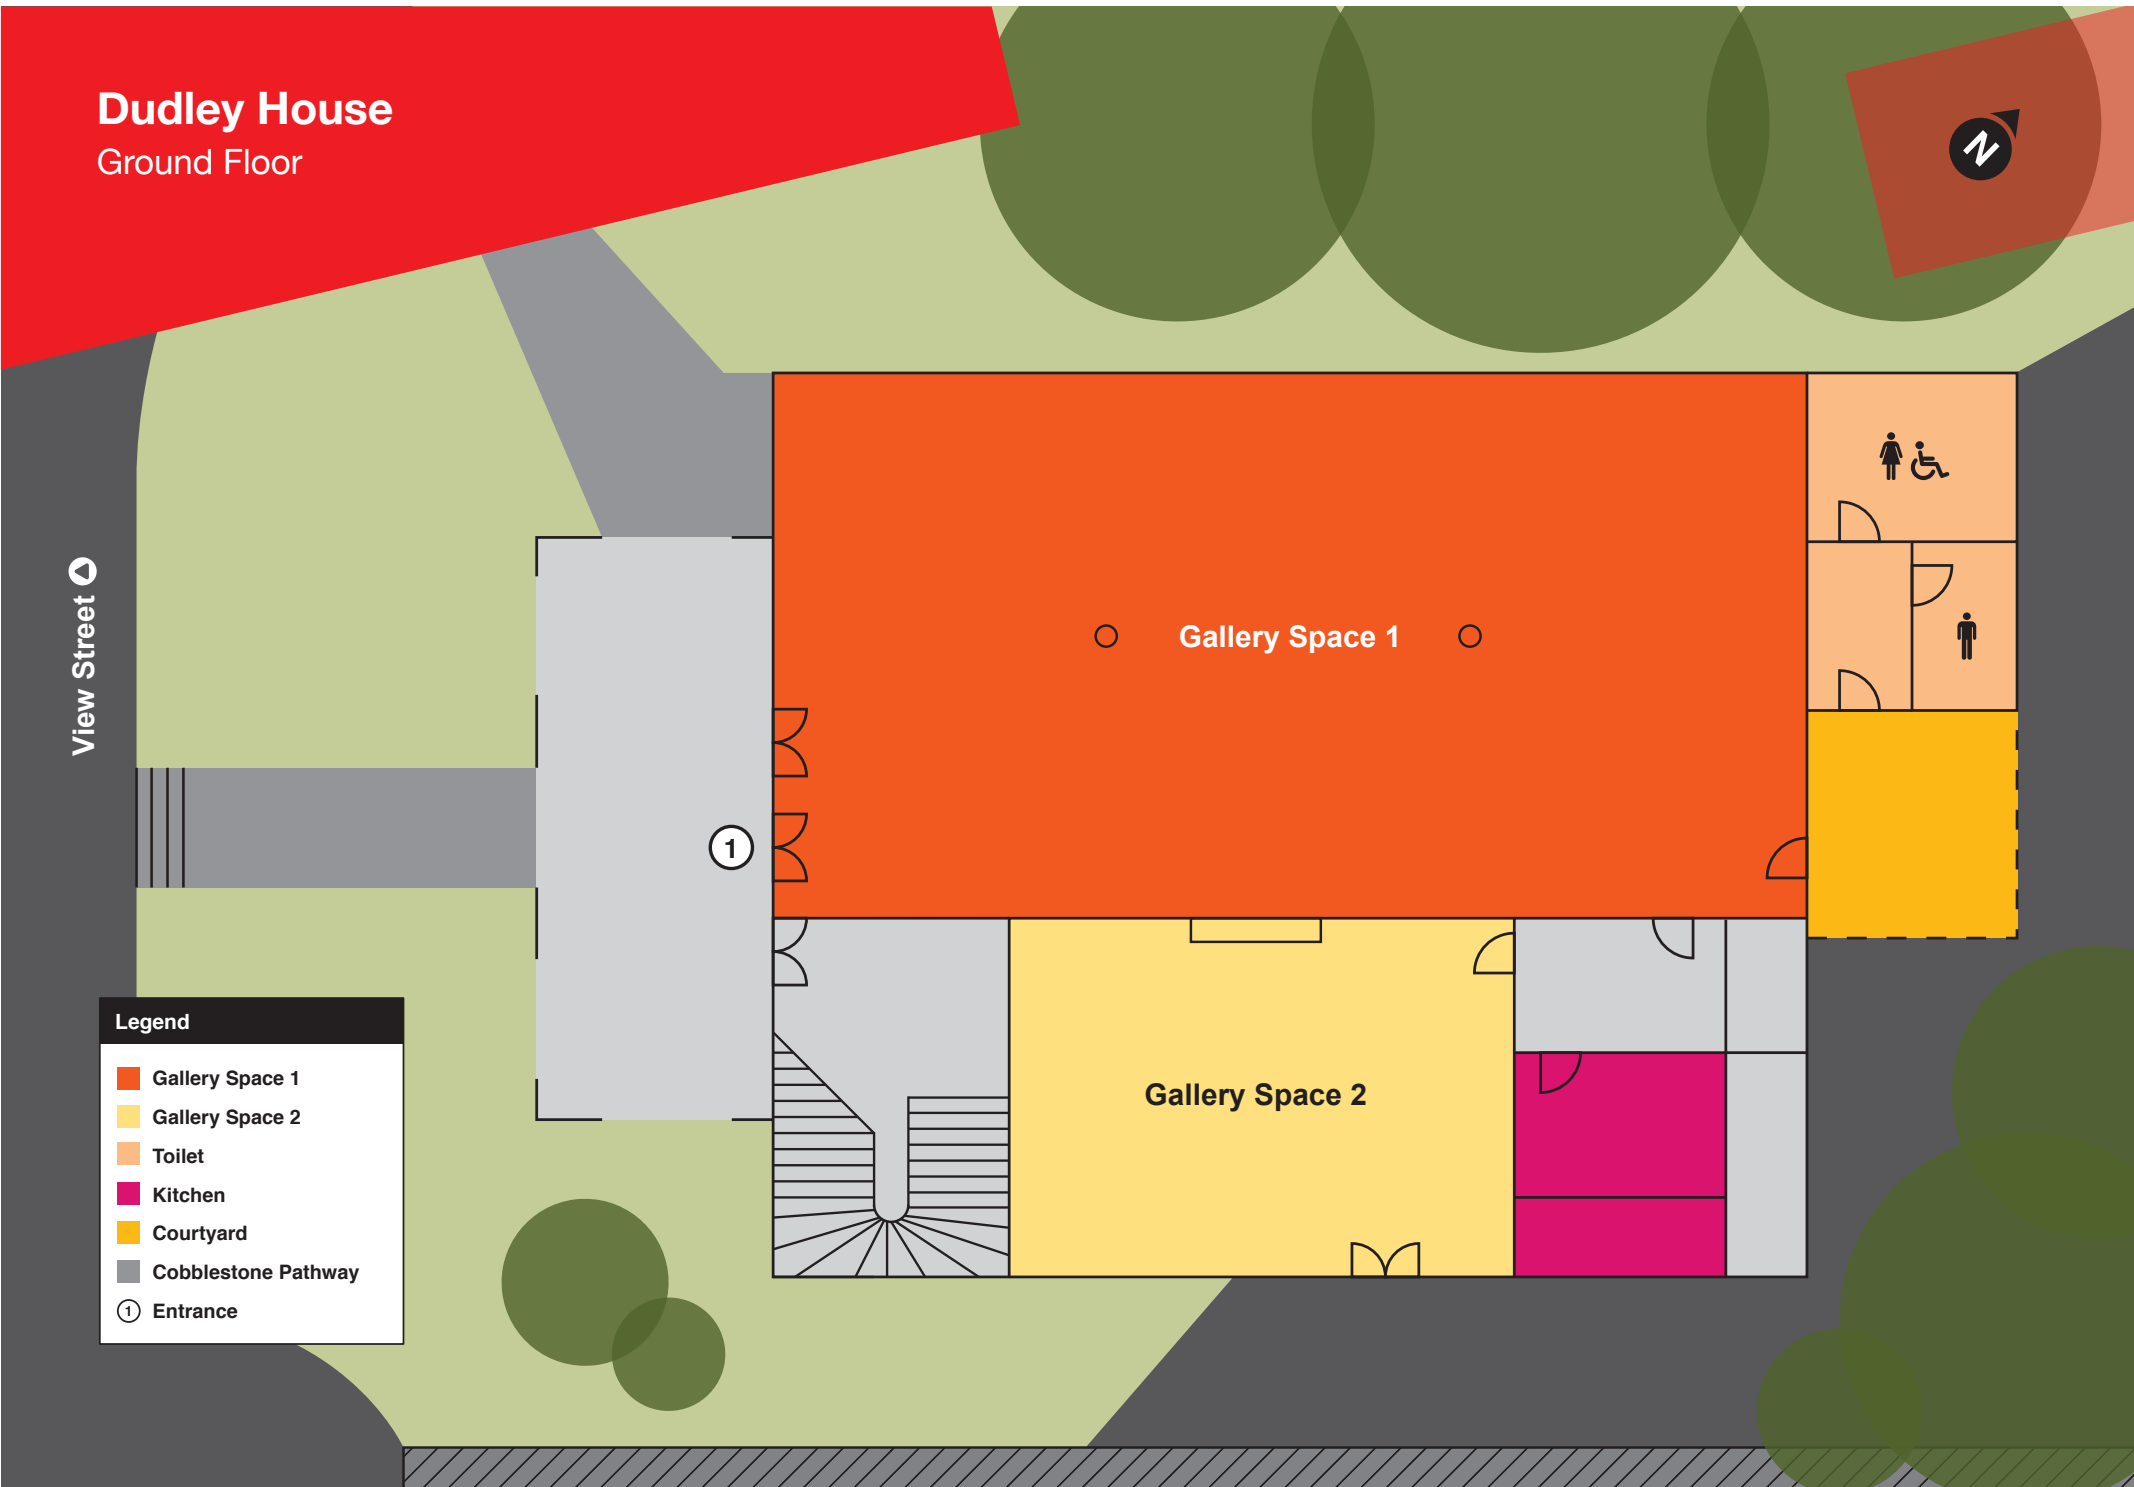 Dudley House
Ground Floor
N
View Street
Gallery Space 1
1
Gallery Space 2
Legend
Gallery Space 1
Gallery Space 2
Toilet
Kitchen
Courtyard
Cobblestone Pathway
1 Entrance